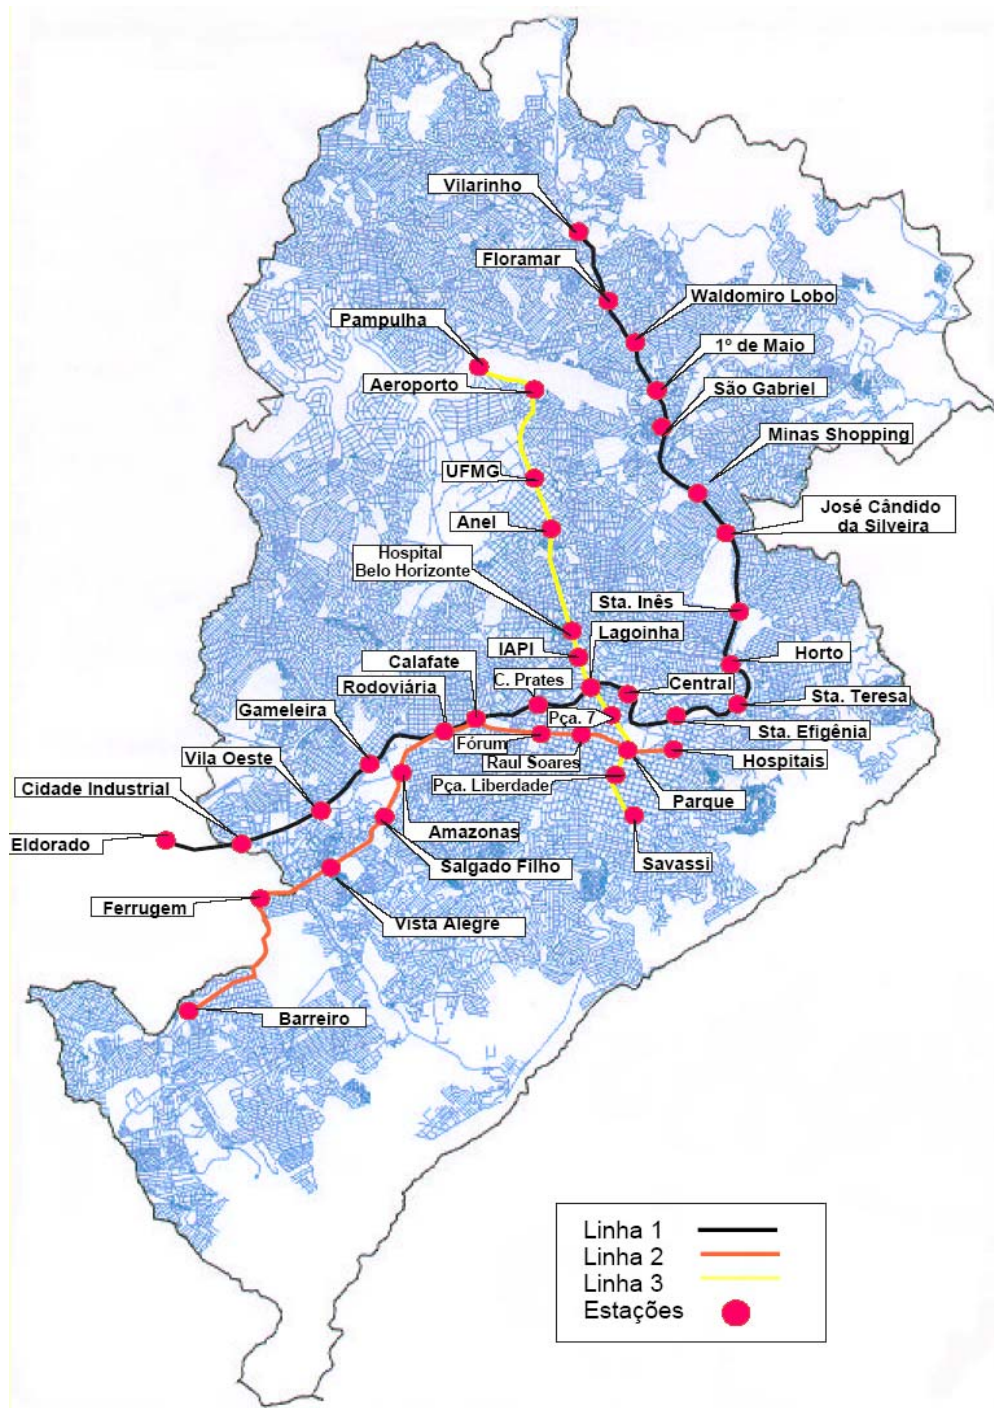 Vilarinho
Floramar
Waldomiro Lobo
Pampulha
1º de Maio
Aeroporto
São Gabriel
Minas Shopping
UFMG
José Cândido
da Silveira
Anel
Hospital
Belo Horizonte
Sta. Inês
Lagoinha
IAPI
Horto
Calafate
C. Prates
Central
Rodoviária
Sta. Teresa
Gameleira
Pça. 7
Sta. Efigênia
Fórum
Vila Oeste
Raul Soares
Hospitais
Cidade Industrial
Pça. Liberdade
Parque
Amazonas
Eldorado
Salgado Filho
Savassi
Ferrugem
Vista Alegre
Barreiro
Linha 1
Linha 2
Linha 3
Estações